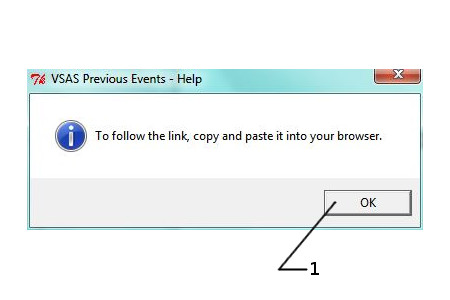 VSAS Previous Events - Help
To follow the link, copy and paste it into your browser.
OK
1